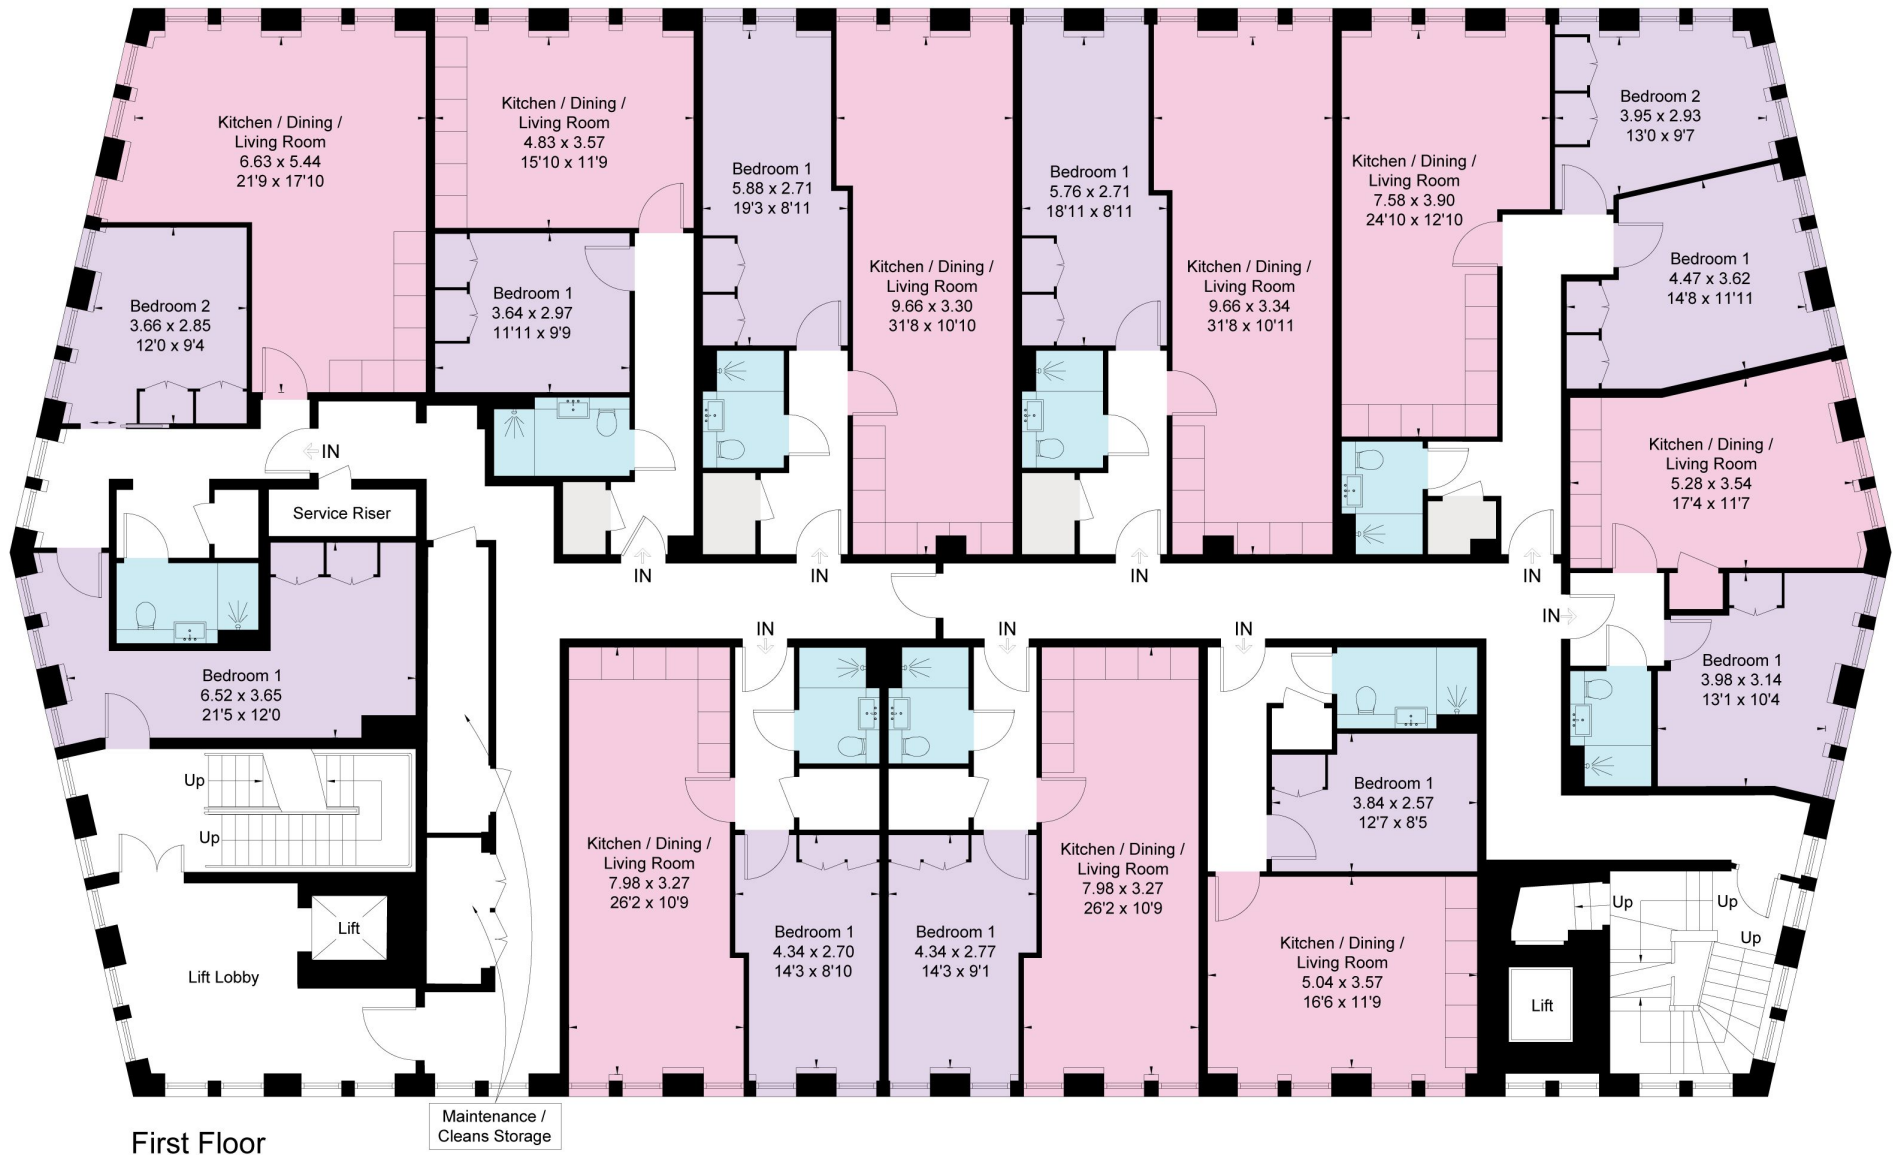 Kitchen / Dining /
Living Room
6.63 x 5.44
21'9 x 17'10
Kitchen / Dining /
Living Room
4.83 x 3.57
15'10 x 11'9
Bedroom 1
5.88 x 2.71
19'3 x 8'11
Kitchen / Dining /
Living Room
9.66 x 3.30
31'8 x 10'10
Bedroom 1
5.76 x 2.71
18'11 x 8'11
Kitchen / Dining /
Living Room
9.66 x 3.34
31'8 x 10'11
Kitchen / Dining /
Living Room
7.58 x 3.90
24'10 x 12'10
Bedroom 2
3.95 x 2.93
13'0 x 9'7
Bedroom 1
4.47 x 3.62
14'8 x 11'11
Bedroom 2
3.66 x 2.85
12'0 x 9'4
Bedroom 1
3.64 x 2.97
11'11 x 9'9
Kitchen / Dining /
Living Room
5.28 x 3.54
17'4 x 11'7
IN
Service Riser
IN
IN
IN
IN
IN
IN
IN
IN
Bedroom 1
6.52 x 3.65
21'5 x 12'0
Bedroom 1
3.98 x 3.14
13'1 x 10'4
Up
Up
Kitchen / Dining /
Living Room
7.98 x 3.27
26'2 x 10'9
Kitchen / Dining /
Living Room
7.98 x 3.27
26'2 x 10'9
Bedroom 1
3.84 x 2.57
12'7 x 8'5
Lift
Lift Lobby
Bedroom 1
4.34 x 2.70
14'3 x 8'10
Bedroom 1
4.34 x 2.77
14'3 x 9'1
Kitchen / Dining /
Living Room
5.04 x 3.57
16'6 x 11'9
Up
Up
Up
Lift
Maintenance /
Cleans Storage
First Floor